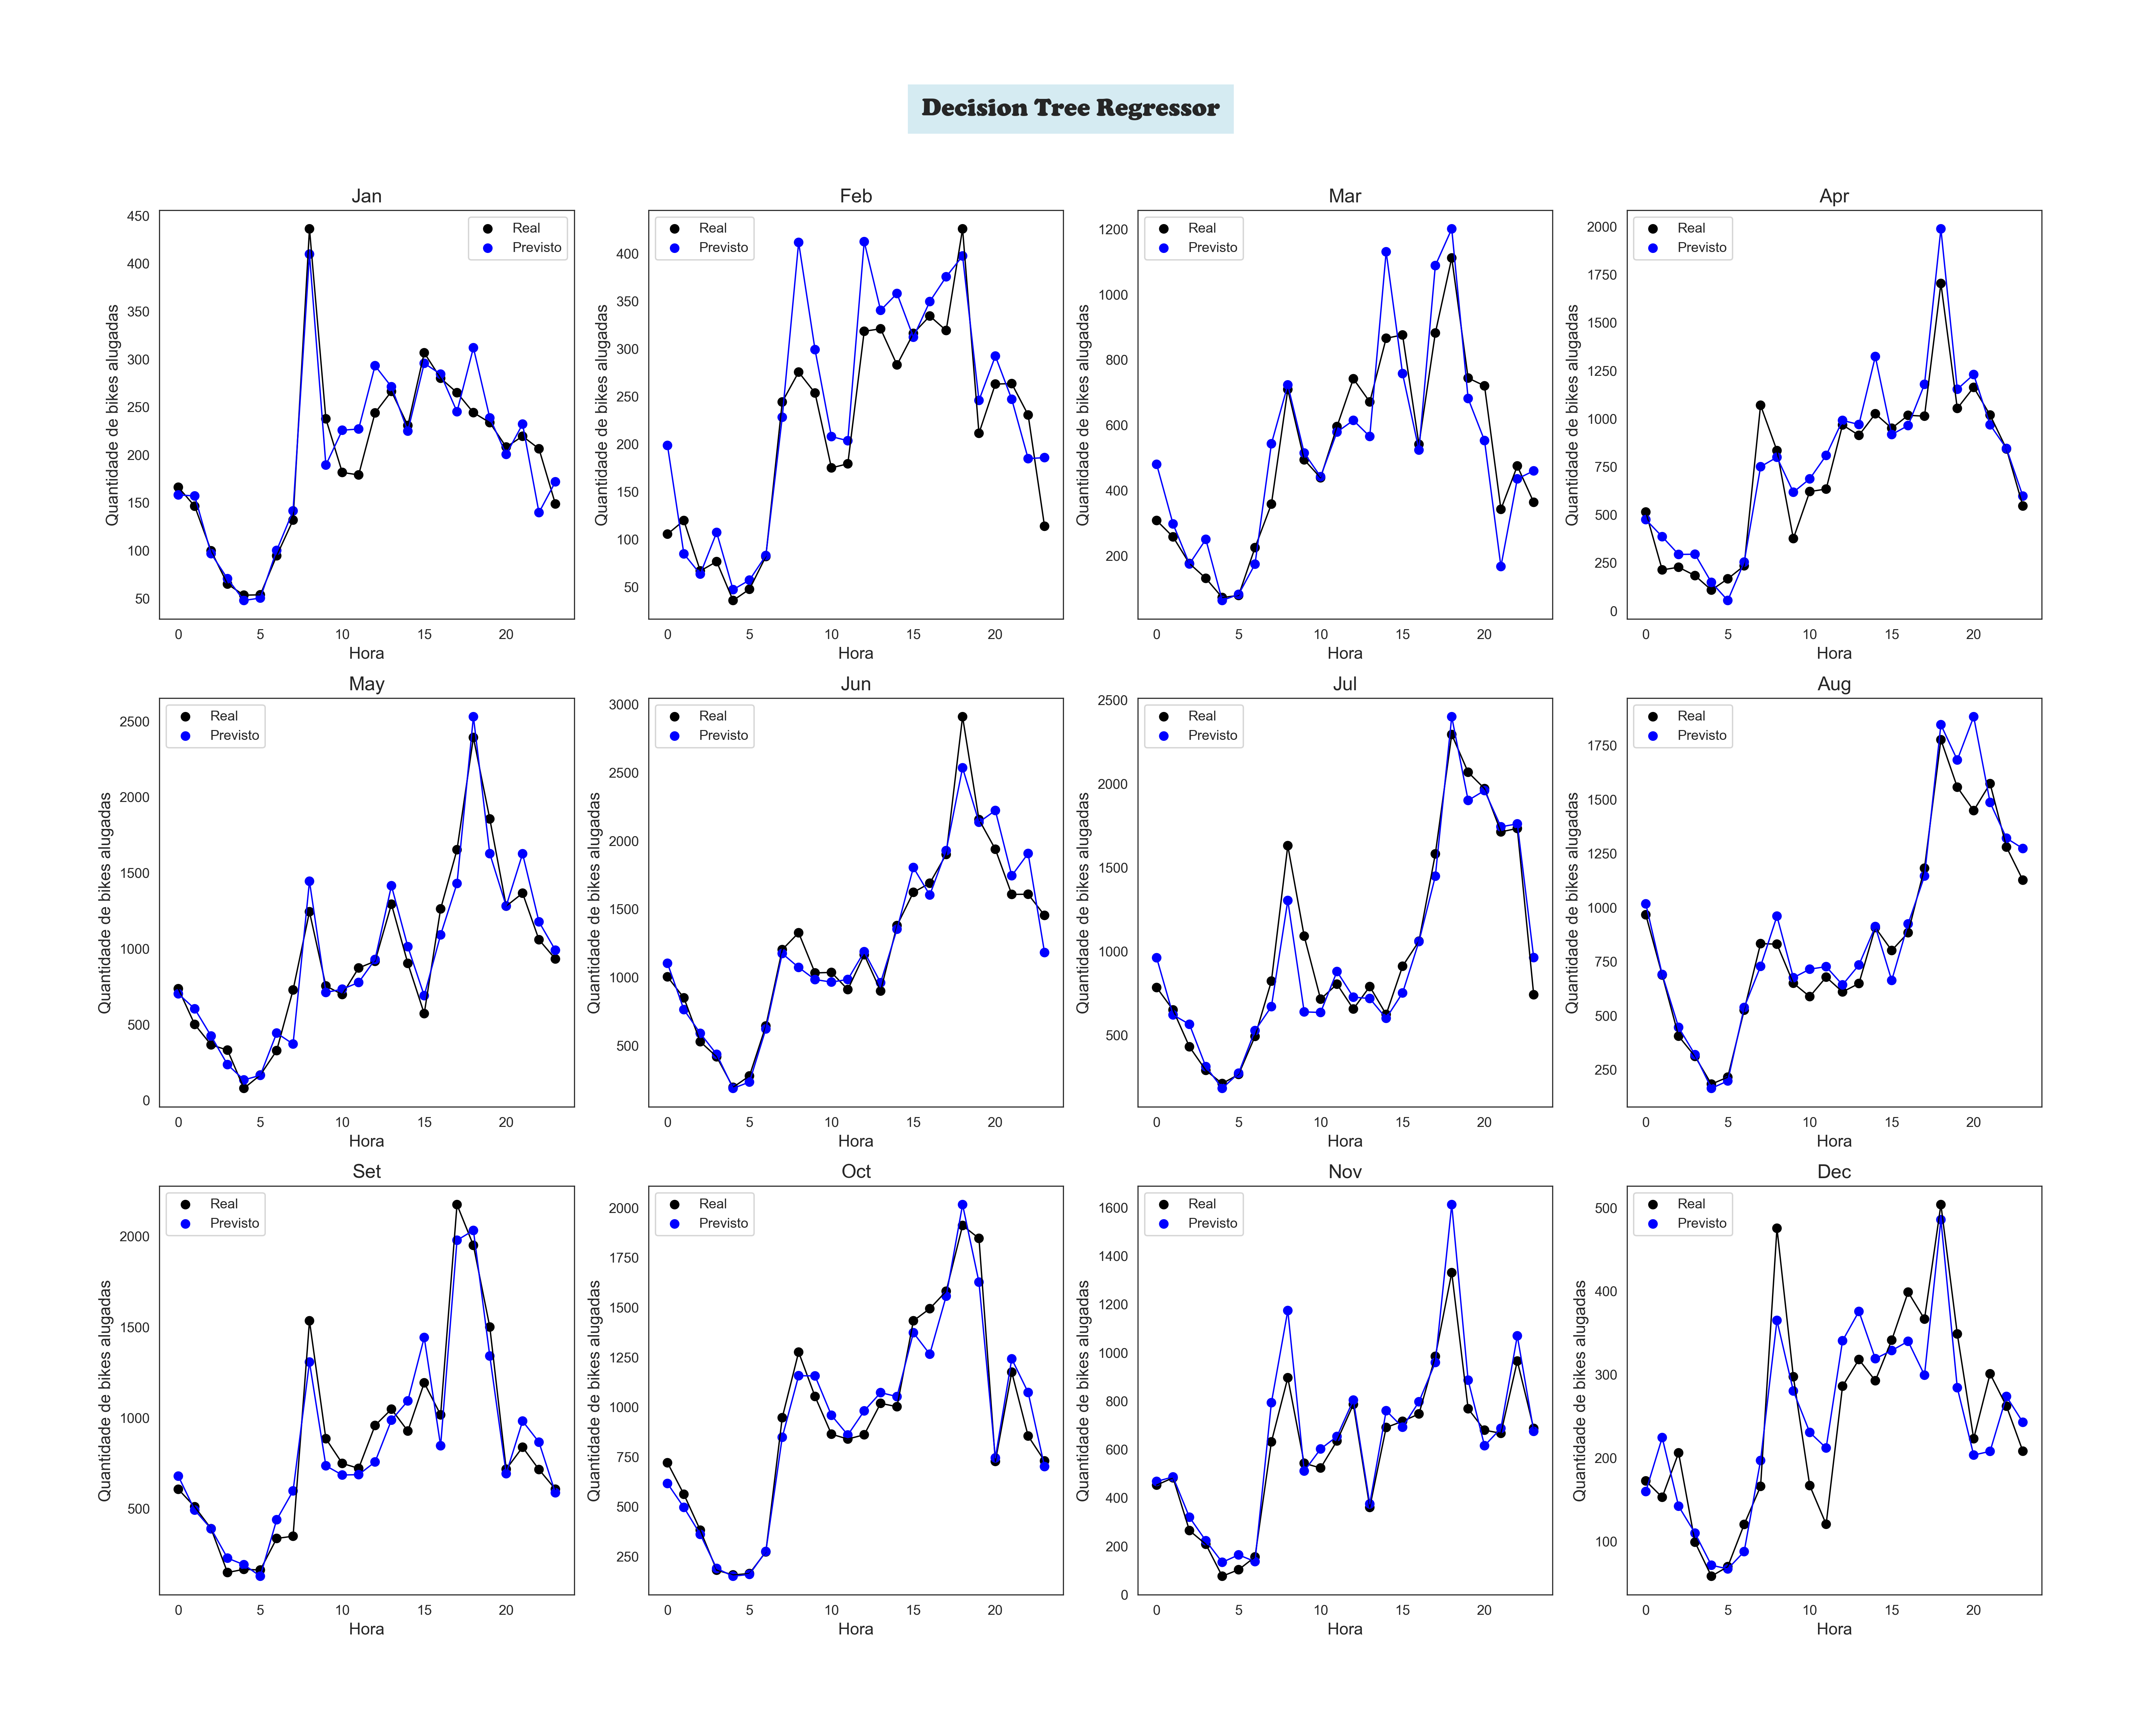 Decision Tree Regressor
Jan
Real
Previsto
450
400
350
300
250
200
150
100
50
0 5 10 15 20
Hora
Quantidade de bikes alugadas
Feb
Real
Previsto
400
350
300
250
200
150
100
50
0 5 10 15 20
Hora
Quantidade de bikes alugadas
Mar
Real
Previsto
1200
1000
800
600
400
200
0 5 10 15 20
Hora
Quantidade de bikes alugadas
Apr
Real
Previsto
2000
1750
1500
1250
1000
750
500
250
0
0 5 10 15 20
Hora
Quantidade de bikes alugadas
May
Real
Previsto
2500
2000
1500
1000
500
0
0 5 10 15 20
Hora
Quantidade de bikes alugadas
Jun
Real
Previsto
3000
2500
2000
1500
1000
500
0 5 10 15 20
Hora
Quantidade de bikes alugadas
Jul
Real
Previsto
2500
2000
1500
1000
500
0 5 10 15 20
Hora
Quantidade de bikes alugadas
Aug
Real
Previsto
1750
1500
1250
1000
750
500
250
0 5 10 15 20
Hora
Quantidade de bikes alugadas
Set
Real
Previsto
2000
1500
1000
500
0 5 10 15 20
Hora
Quantidade de bikes alugadas
Oct
Real
Previsto
2000
1750
1500
1250
1000
750
500
250
0 5 10 15 20
Hora
Quantidade de bikes alugadas
Nov
Real
Previsto
1600
1400
1200
1000
800
600
400
200
0
0 5 10 15 20
Hora
Quantidade de bikes alugadas
Dec
Real
Previsto
500
400
300
200
100
0 5 10 15 20
Hora
Quantidade de bikes alugadas